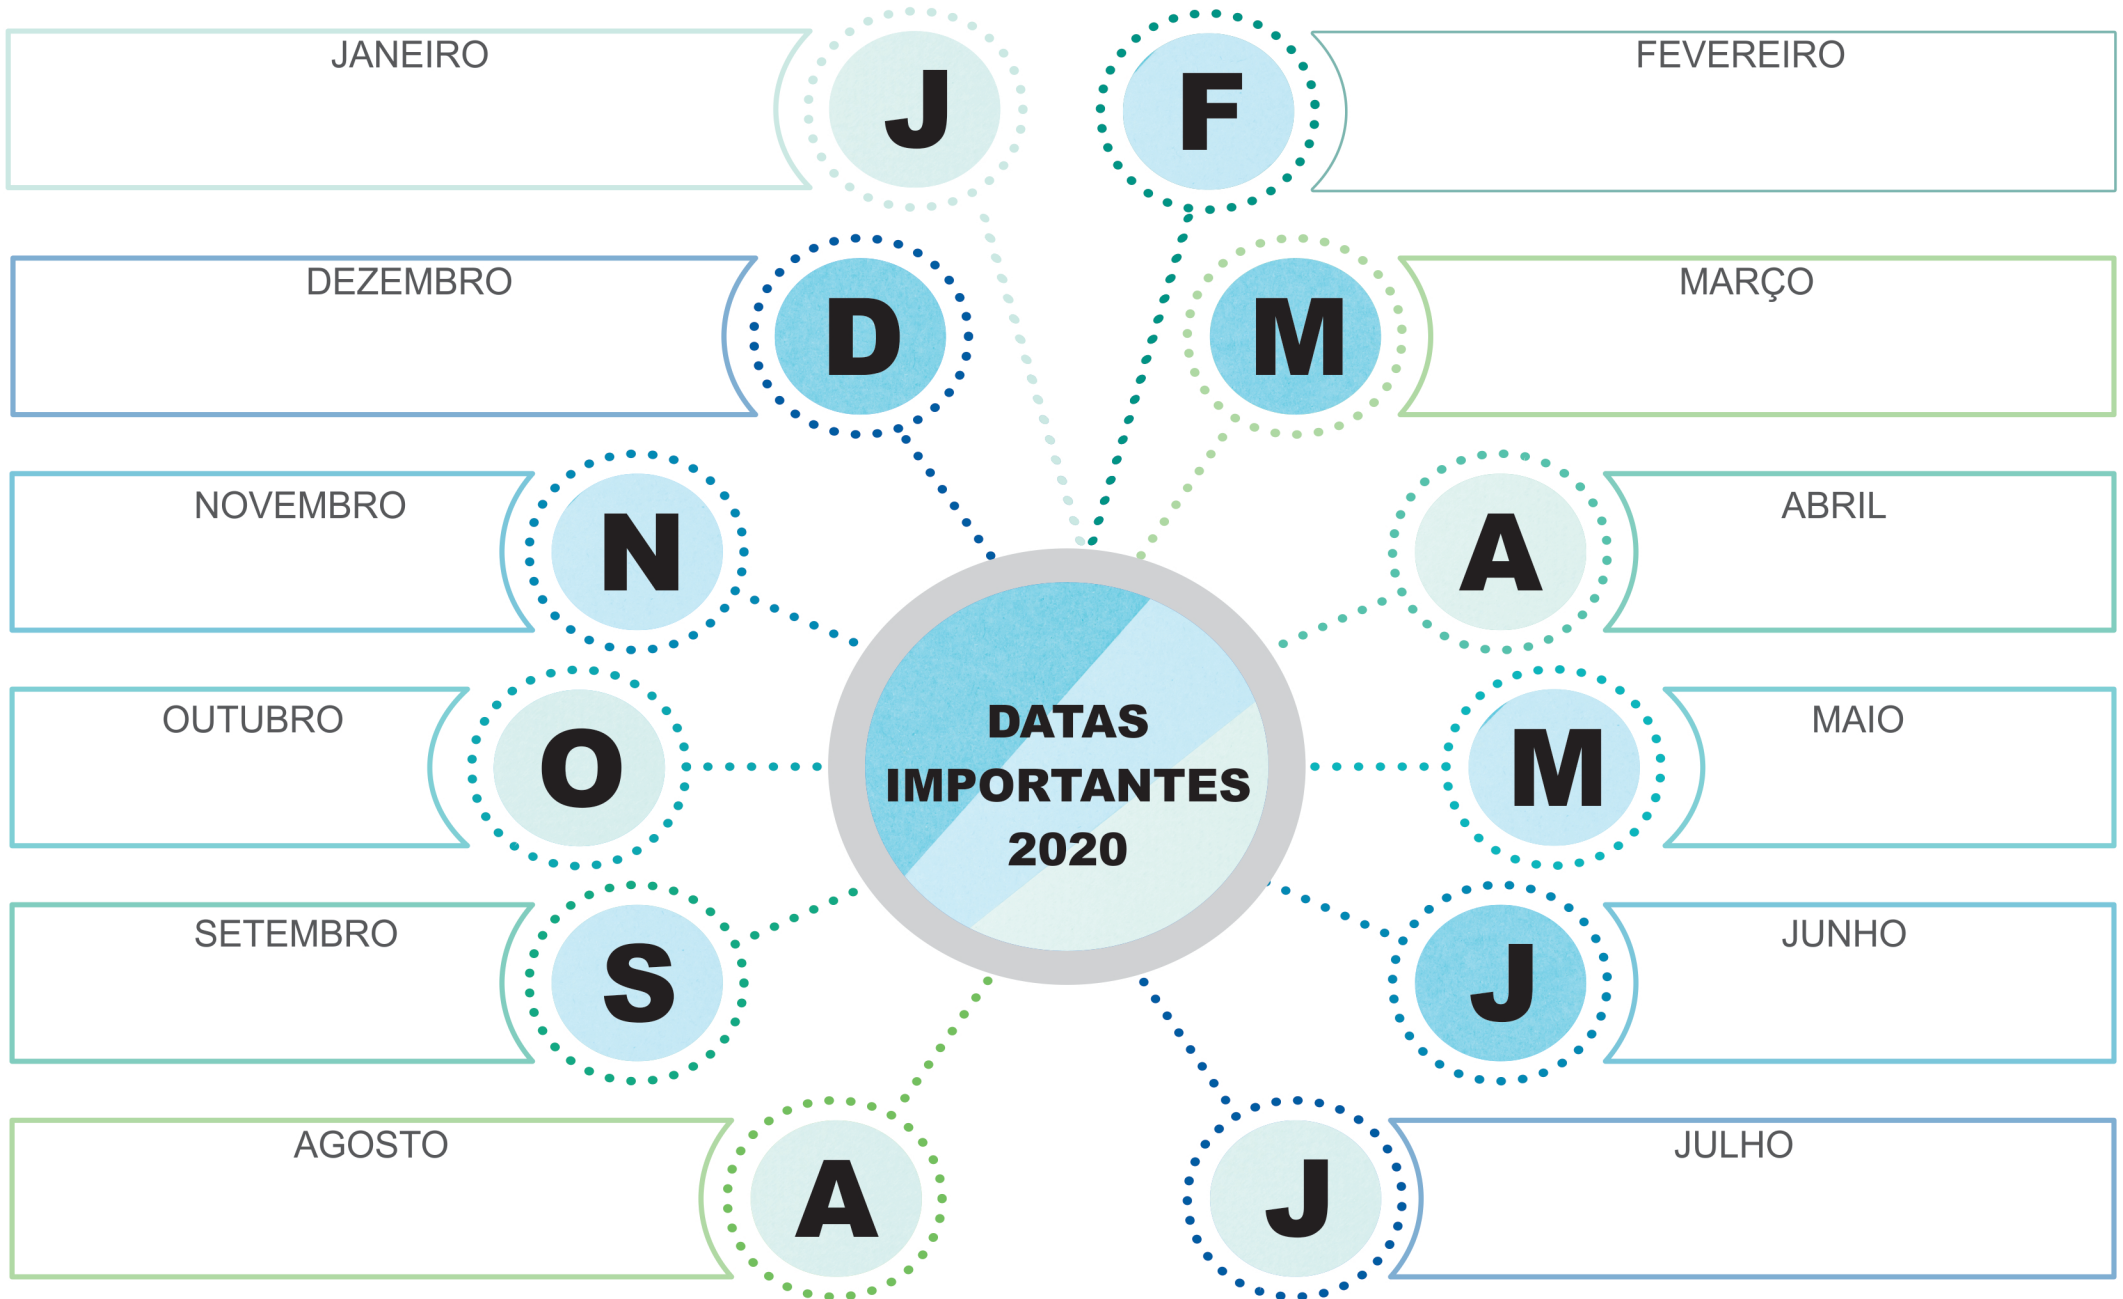 JANEIRO
J
F
FEVEREIRO
DEZEMBRO
D
M
MARÇO
NOVEMBRO
N
A
ABRIL
OUTUBRO
O
DATAS
IMPORTANTES
2020
M
MAIO
SETEMBRO
S
J
JUNHO
AGOSTO
A
J
JULHO